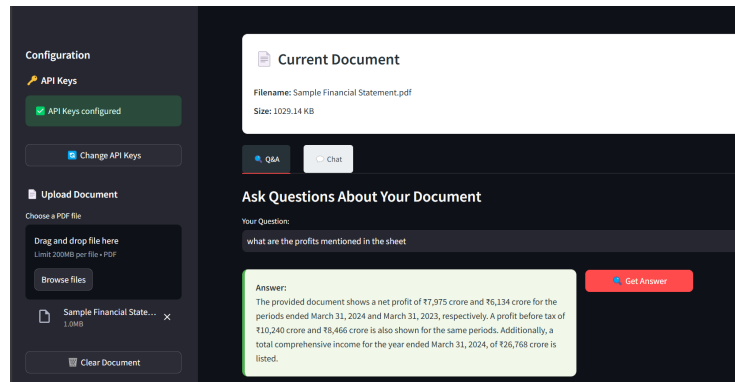 Configuration
API Keys
API Keys configured
Change API Keys
Upload Document
Choose a PDF file
Drag and drop file here
Limit 200MB per file • PDF
Browse files
Sample Financial State...
1.0MB
Clear Document
Current Document
Filename: Sample Financial Statement.pdf
Size: 1029.14 KB
Q&A
Chat
Ask Questions About Your Document
Your Question:
what are the profits mentioned in the sheet
Get Answer
Answer:
The provided document shows a net profit of ₹7,975 crore and ₹6,134 crore for the
periods ended March 31, 2024 and March 31, 2023, respectively. A profit before tax of
₹10,240 crore and ₹8,466 crore is also shown for the same periods. Additionally, a
total comprehensive income for the year ended March 31, 2024, of ₹26,768 crore is
listed.